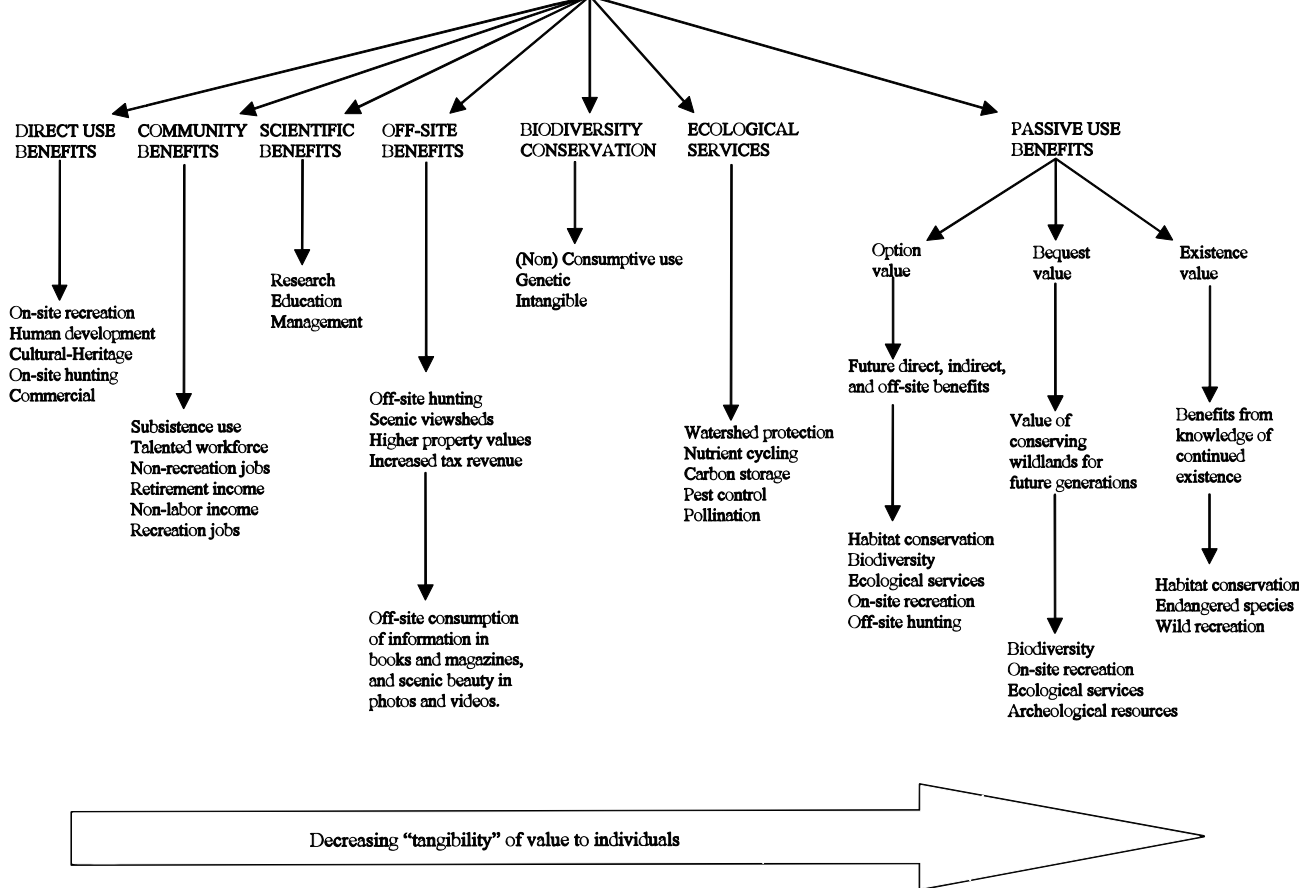 DIRECT USE
BENEFITS
COMMUNITY
BENEFITS
SCIENTIFIC
BENEFITS
OFF-SITE
BENEFITS
BIODIVERSITY
CONSERVATION
ECOLOGICAL
SERVICES
PASSIVE USE
BENEFITS
On-site recreation
Human development
Cultural-Heritage
On-site hunting
Commercial
Subsistence use
Talented workforce
Non-recreation jobs
Retirement income
Non-labor income
Recreation jobs
Research
Education
Management
Off-site hunting
Scenic viewsheds
Higher property values
Increased tax revenue
Off-site consumption
of information in
books and magazines,
and scenic beauty in
photos and videos.
(Non) Consumptive use
Genetic
Intangible
Watershed protection
Nutrient cycling
Carbon storage
Pest control
Pollination
Option
value
Future direct, indirect,
and off-site benefits
Habitat conservation
Biodiversity
Ecological services
On-site recreation
Off-site hunting
Bequest
value
Value of
conserving
wildlands for
future generations
Biodiversity
On-site recreation
Ecological services
Archeological resources
Existence
value
Benefits from
knowledge of
continued
existence
Habitat conservation
Endangered species
Wild recreation
Decreasing “tangibility” of value to individuals